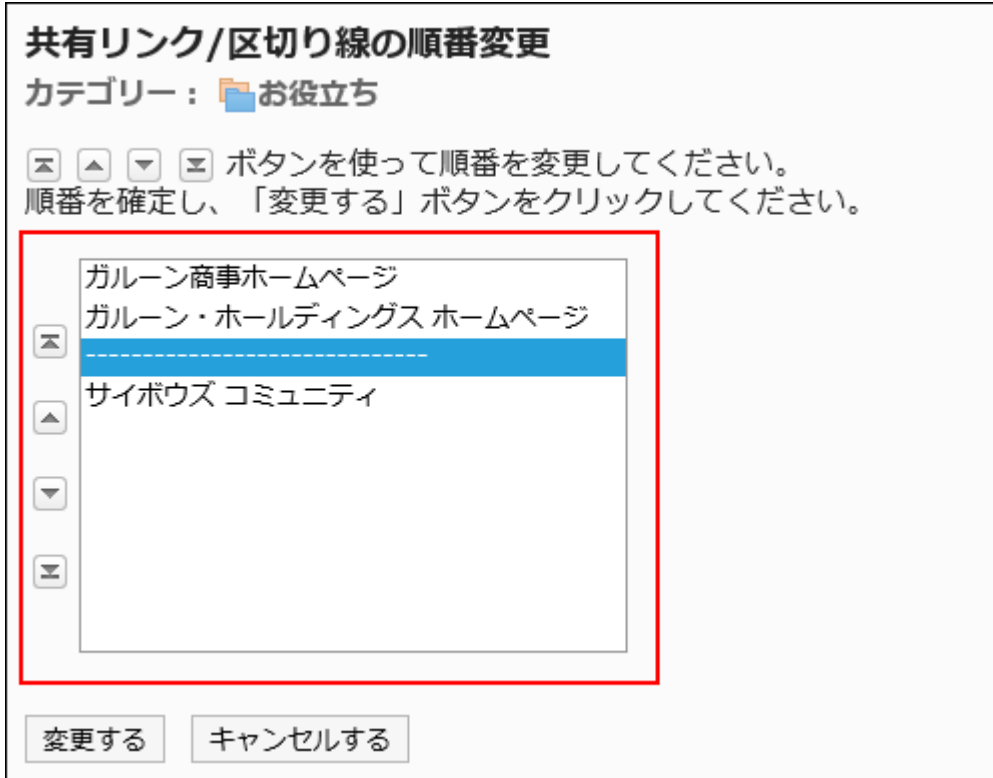 共有リンク/区切り線の順番変更
カテゴリー： お役立ち
ボタンを使って順番を変更してください。
順番を確定し、「変更する」ボタンをクリックしてください。
ガルーン商事ホームページ
ガルーン・ホールディングス ホームページ
------------------------------
サイボウズ コミュニティ
変更する キャンセルする